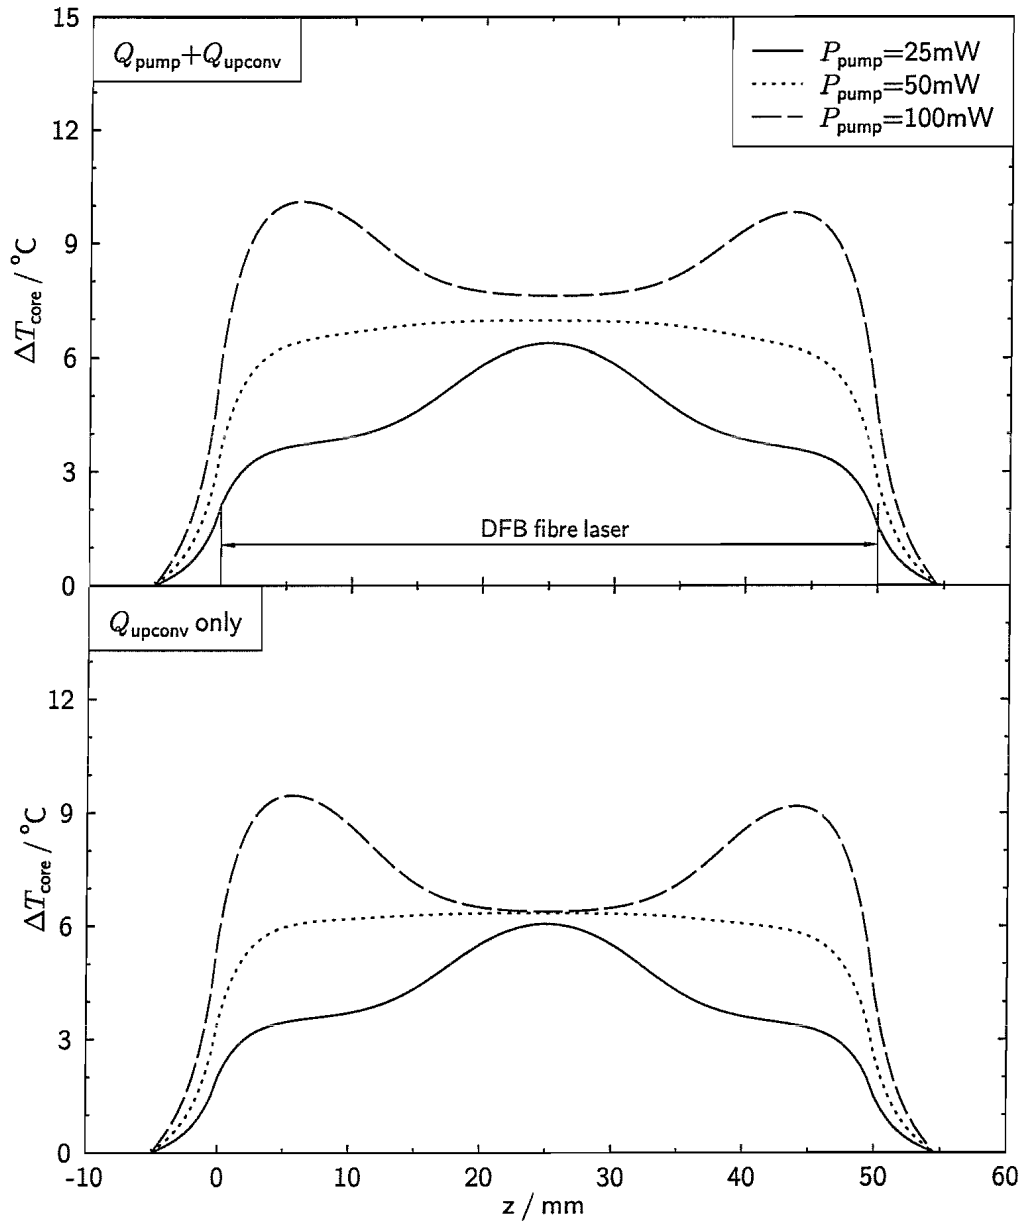 15
Q_pump+Q_upconv
P_pump=25mW
P_pump=50mW
P_pump=100mW
12
9
ΔT_core / °C
6
3
DFB fibre laser
0
Q_upconv only
12
9
ΔT_core / °C
6
3
0
-10 0 10 20 30 40 50 60
z / mm